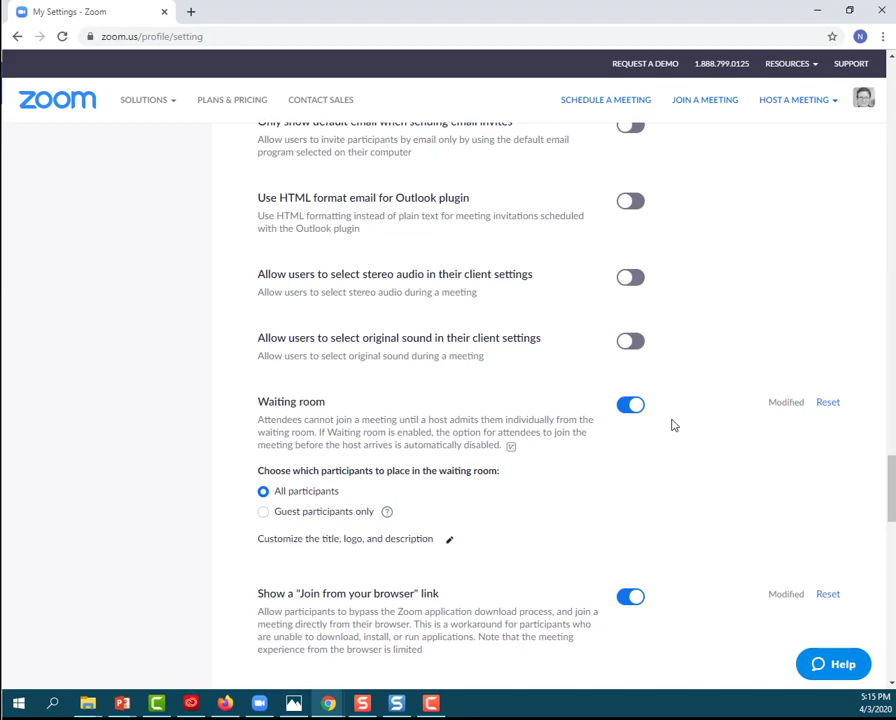 My Settings - Zoom
zoom.us/profile/setting
N
REQUEST A DEMO 1.888.799.0125 RESOURCES SUPPORT
zoom SOLUTIONS PLANS & PRICING CONTACT SALES SCHEDULE A MEETING JOIN A MEETING HOST A MEETING
Only show default email when sending email invites
Allow users to invite participants by email only by using the default email
program selected on their computer
Use HTML format email for Outlook plugin
Use HTML formatting instead of plain text for meeting invitations scheduled
with the Outlook plugin
Allow users to select stereo audio in their client settings
Allow users to select stereo audio during a meeting
Allow users to select original sound in their client settings
Allow users to select original sound during a meeting
Waiting room Modified Reset
Attendees cannot join a meeting until a host admits them individually from the
waiting room. If Waiting room is enabled, the option for attendees to join the
meeting before the host arrives is automatically disabled.
Choose which participants to place in the waiting room:
All participants
Guest participants only ?
Customize the title, logo, and description
Show a "Join from your browser" link Modified Reset
Allow participants to bypass the Zoom application download process, and join a
meeting directly from their browser. This is a workaround for participants who
are unable to download, install, or run applications. Note that the meeting
experience from the browser is limited
Help
5:15 PM
4/3/2020